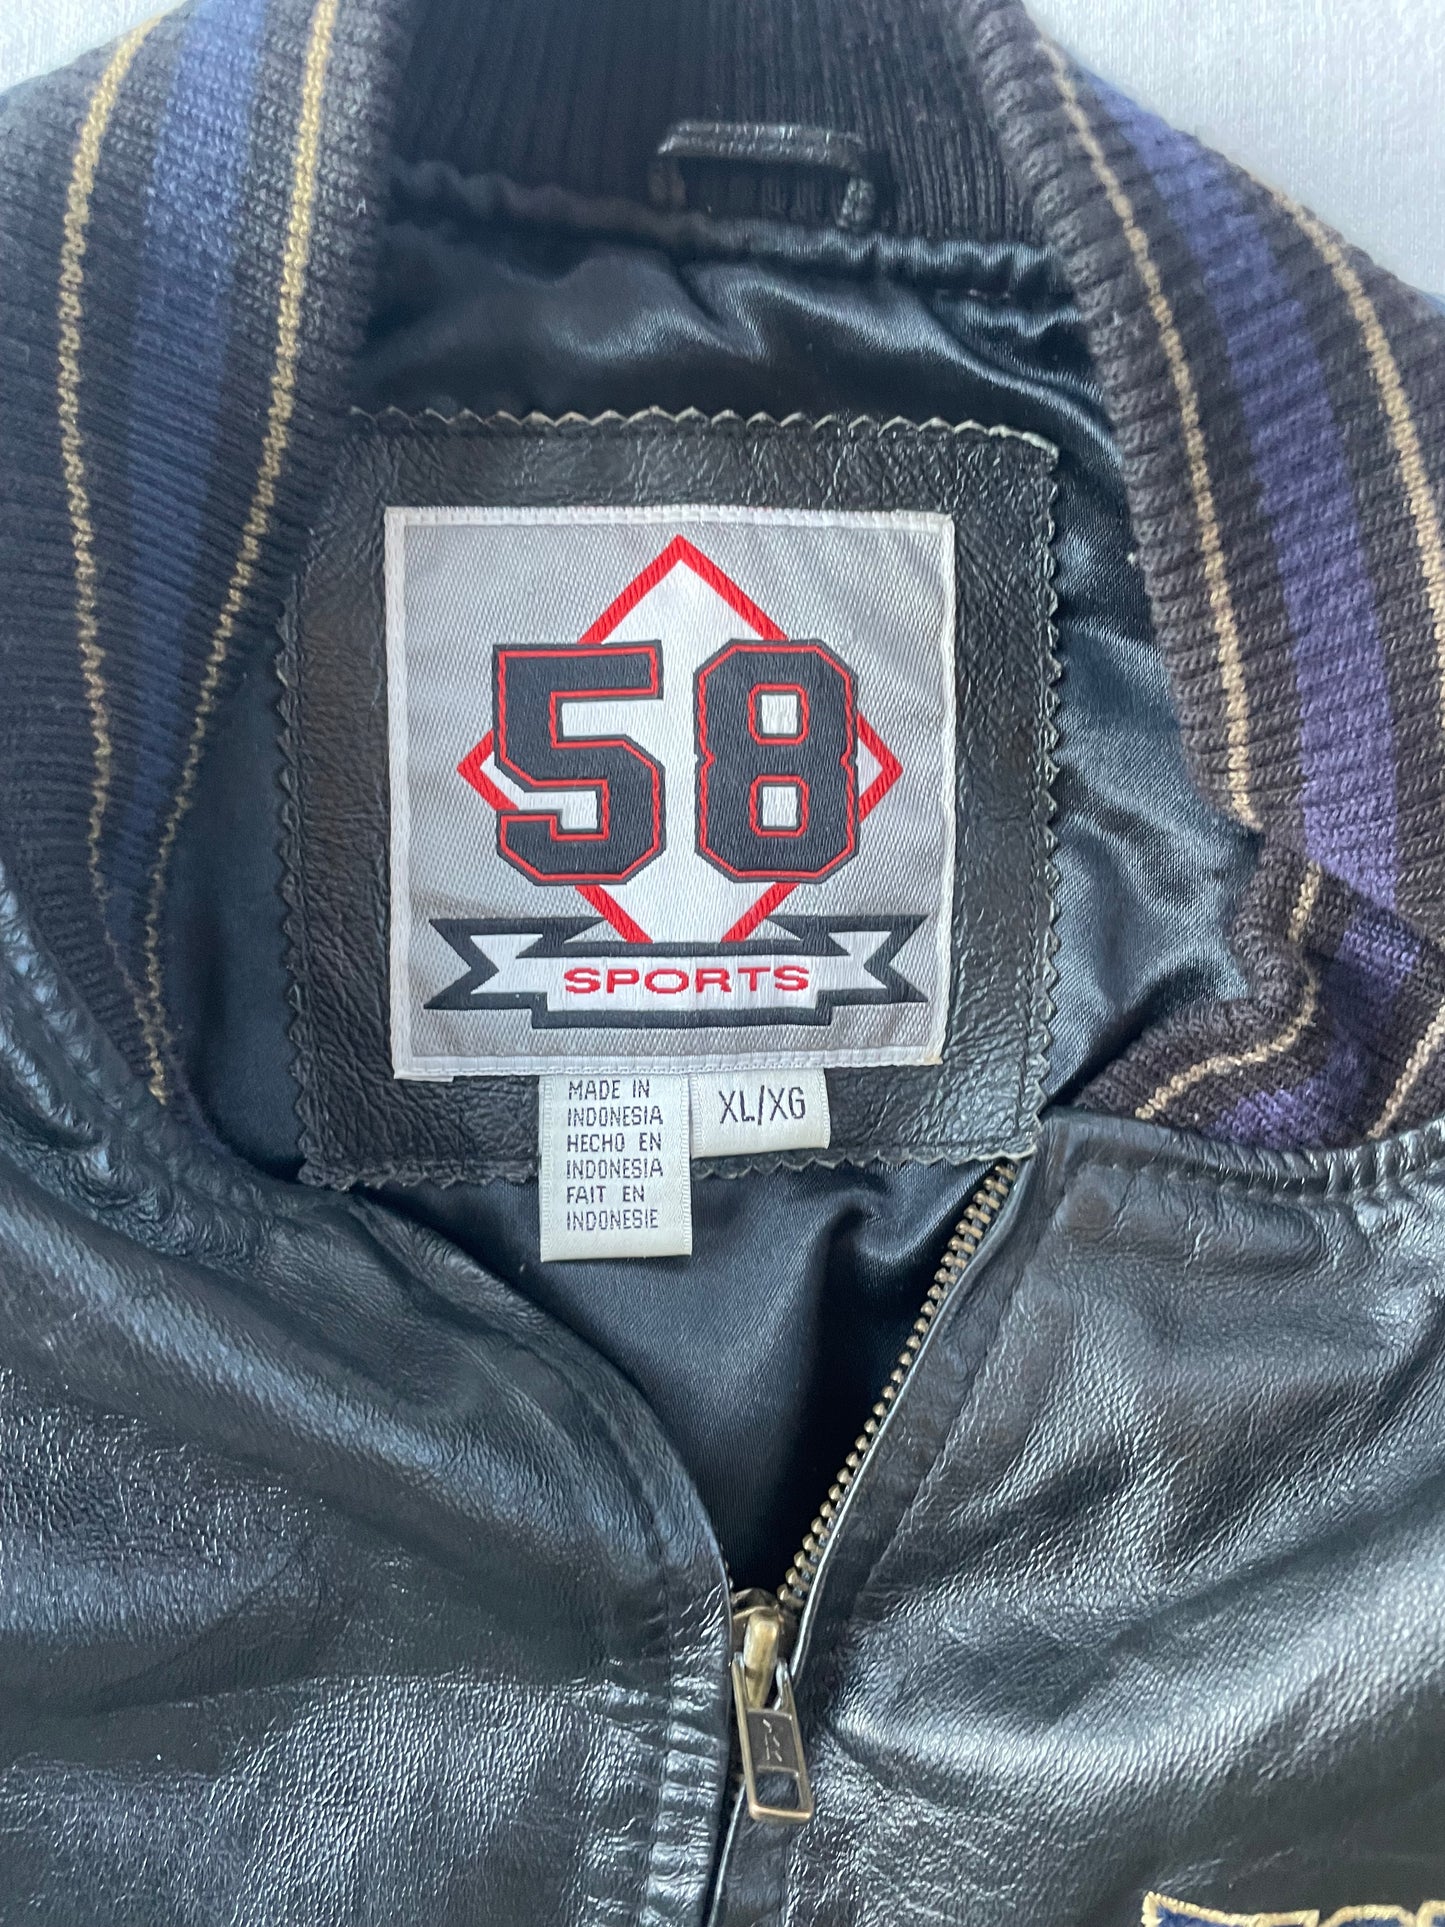 58
SPORTS
MADE IN
INDONESIA
HECHO EN
INDONESIA
FAIT EN
INDONESIE
XL/XG